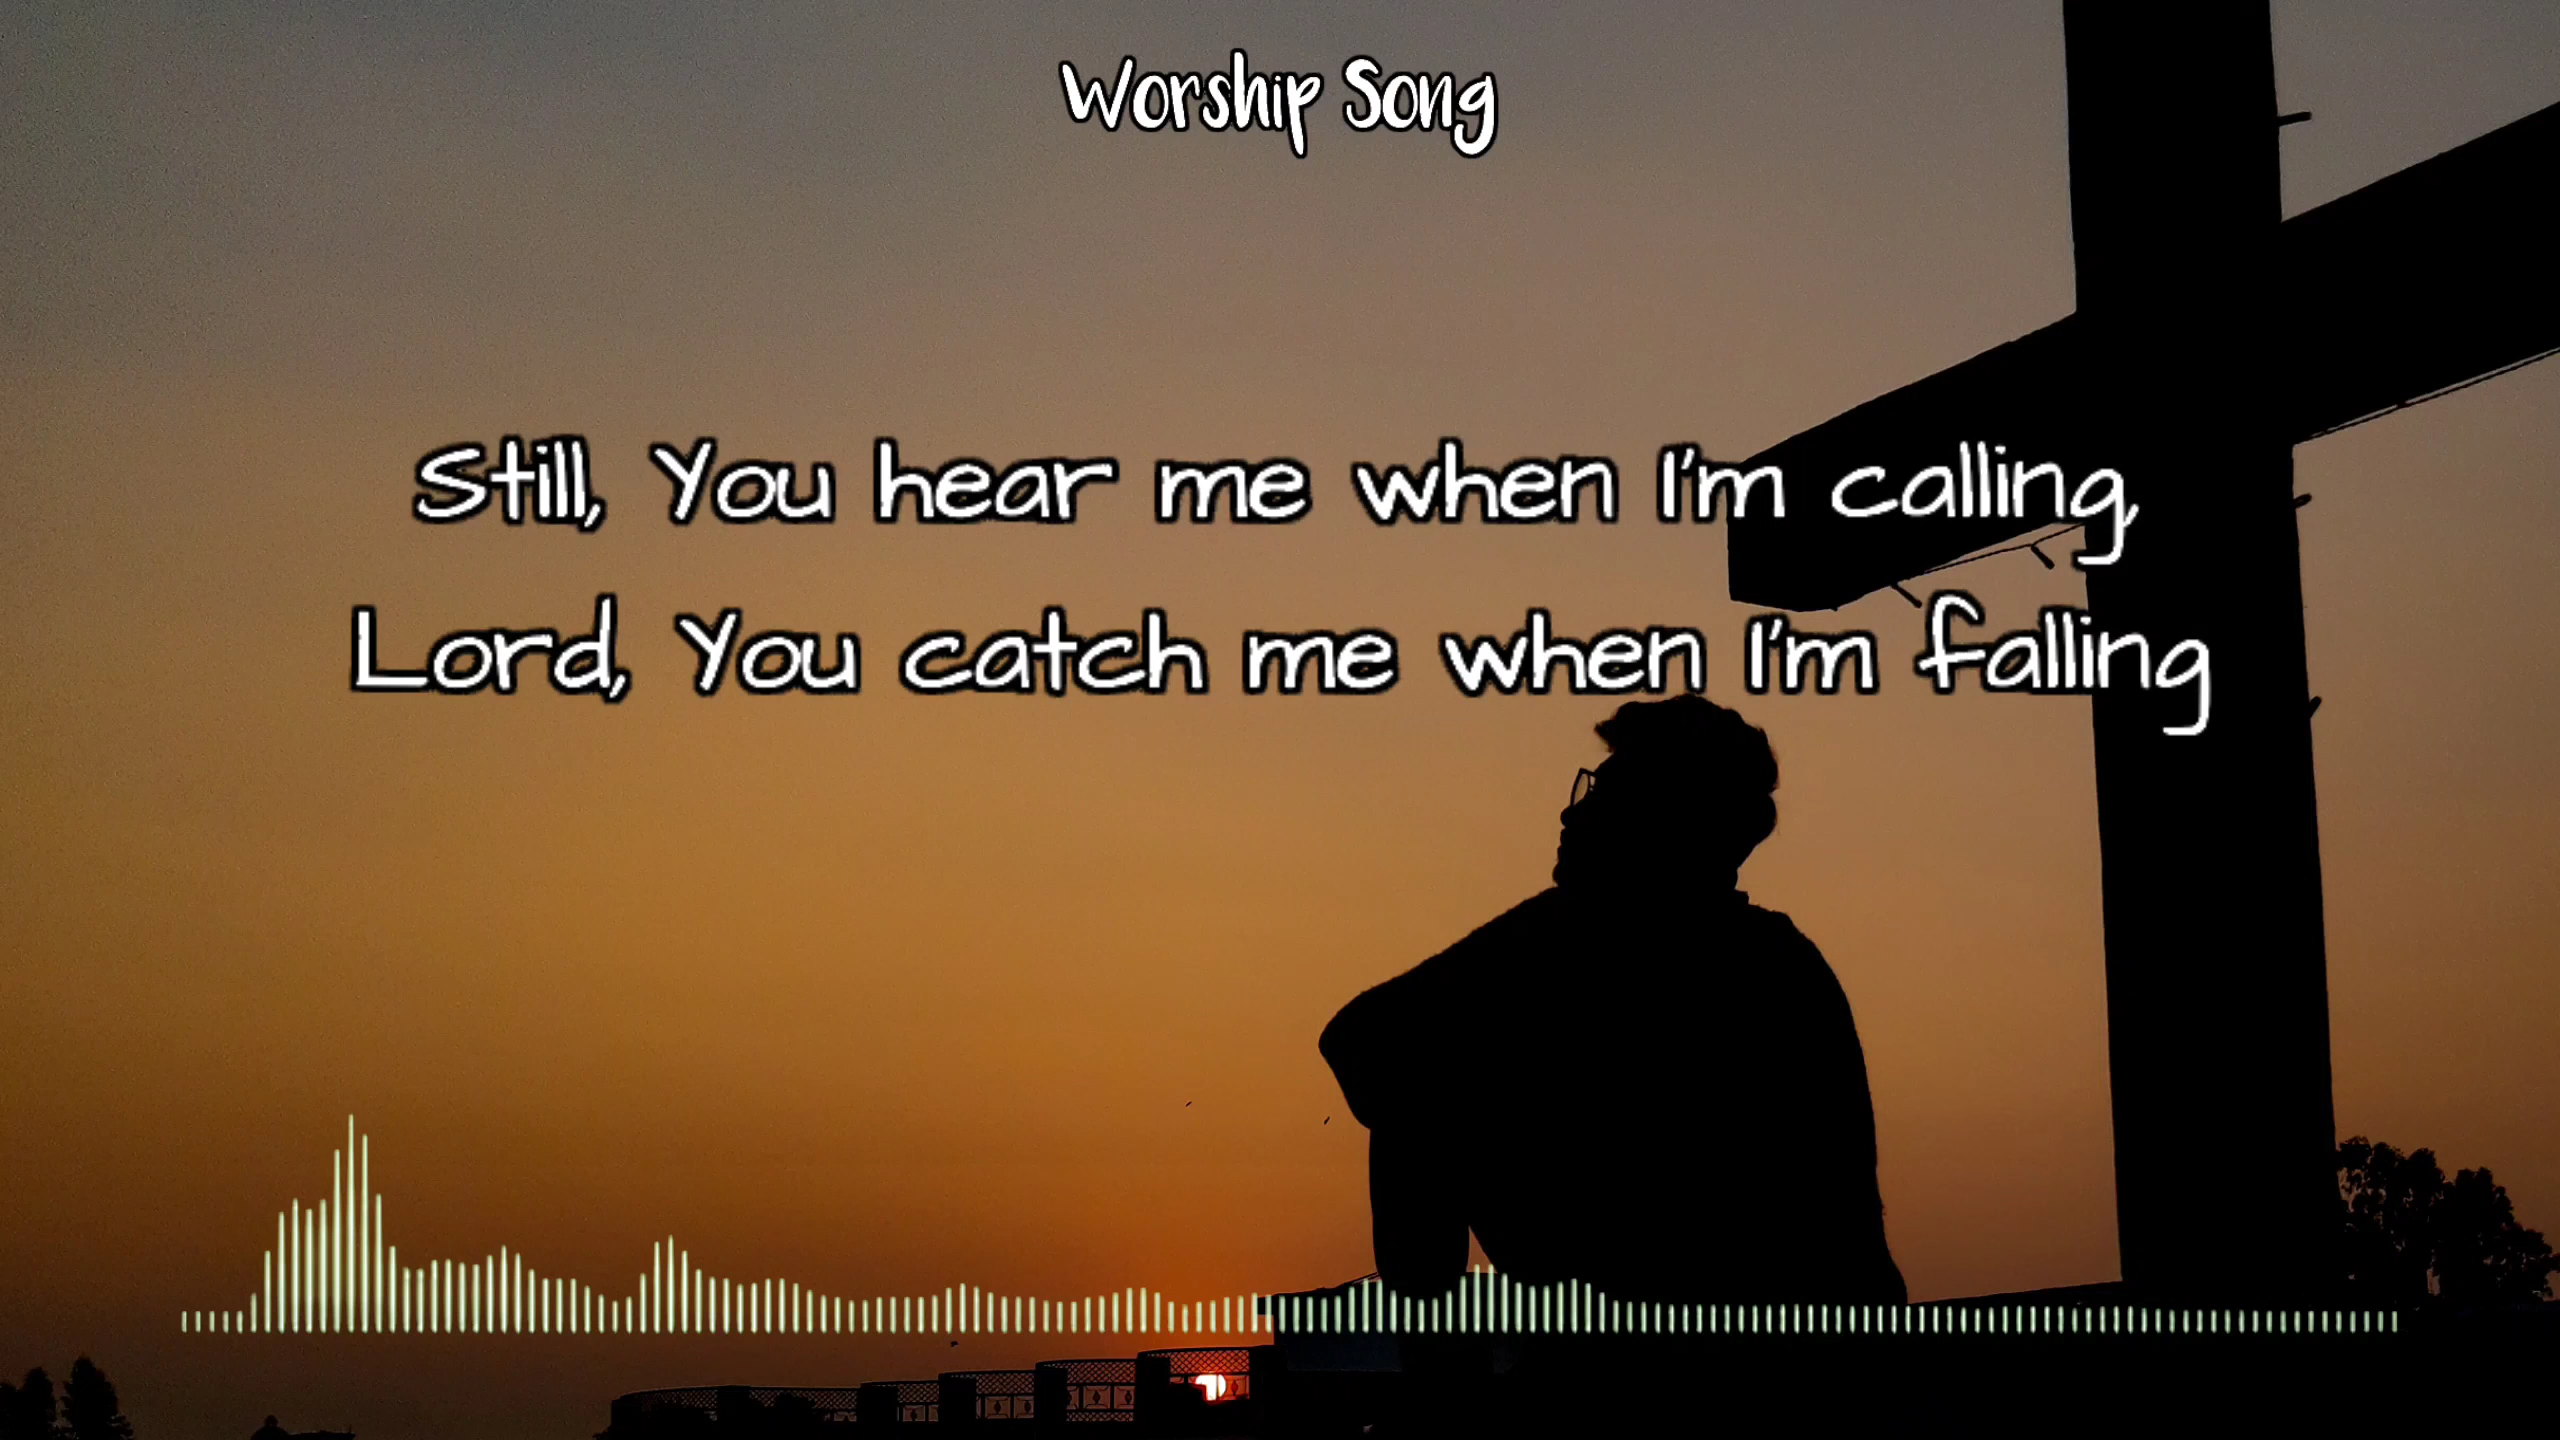 Worship Song
Still, You hear me when I'm calling,
Lord, You catch me when I'm falling